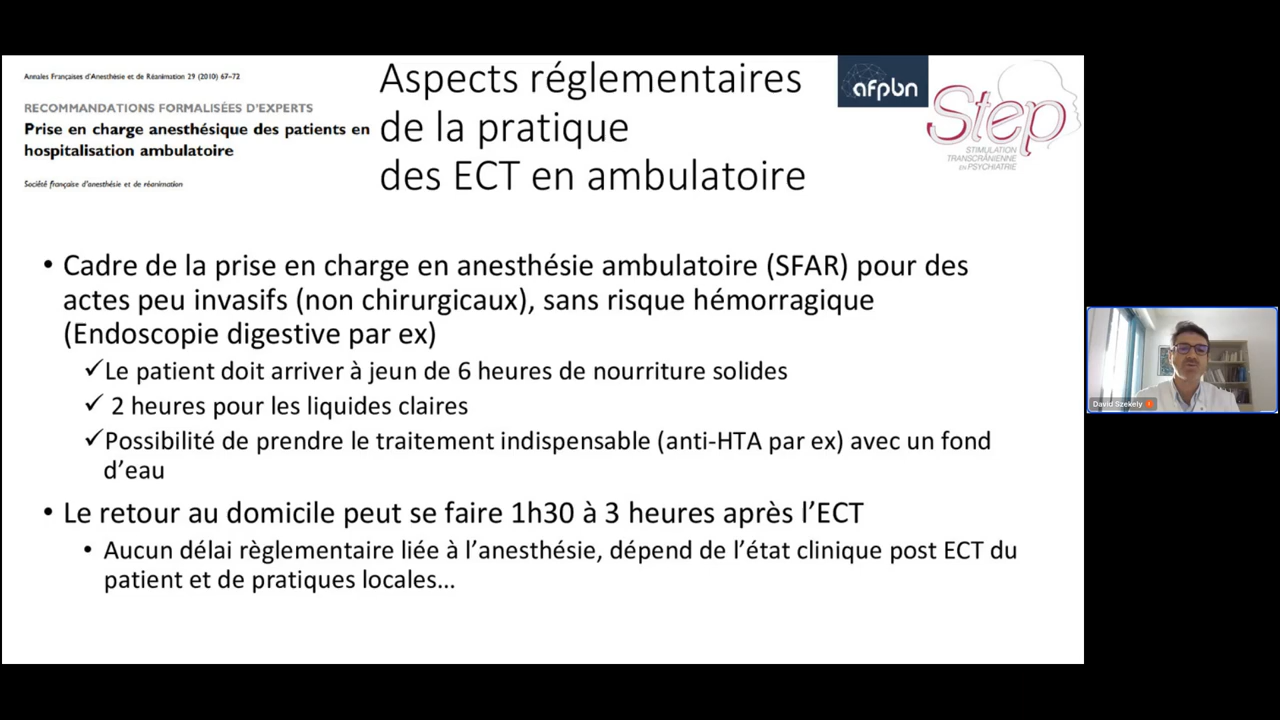 Annales Françaises d'Anesthésie et de Réanimation 29 (2010) 67–72
RECOMMANDATIONS FORMALISÉES D'EXPERTS
Prise en charge anesthésique des patients en
hospitalisation ambulatoire
Société française d'anesthésie et de réanimation
Aspects réglementaires
de la pratique
des ECT en ambulatoire
afpbn
Step
STIMULATION
TRANSCRÂNIENNE
EN PSYCHIATRIE
• Cadre de la prise en charge en anesthésie ambulatoire (SFAR) pour des
actes peu invasifs (non chirurgicaux), sans risque hémorragique
(Endoscopie digestive par ex)
✓Le patient doit arriver à jeun de 6 heures de nourriture solides
✓ 2 heures pour les liquides claires
✓Possibilité de prendre le traitement indispensable (anti-HTA par ex) avec un fond
d’eau
• Le retour au domicile peut se faire 1h30 à 3 heures après l’ECT
• Aucun délai règlementaire liée à l’anesthésie, dépend de l’état clinique post ECT du
patient et de pratiques locales…
David Szekely